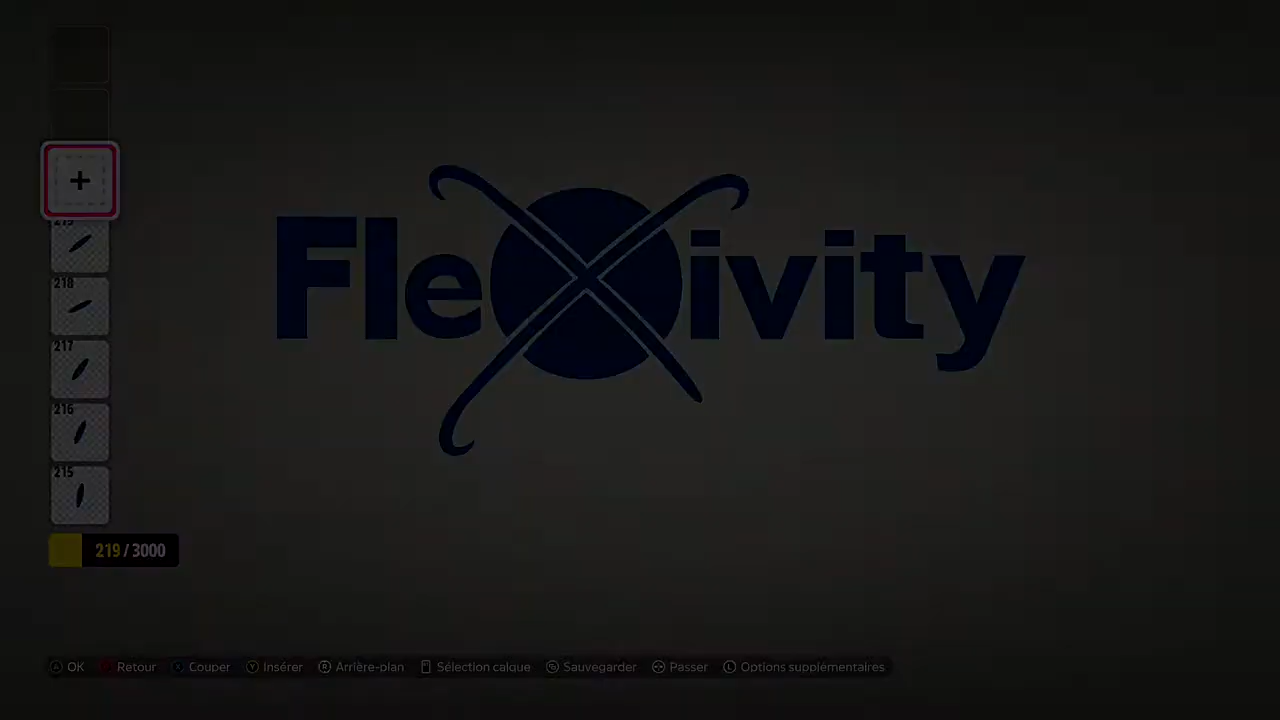 Flexivity
219
218
217
216
215
219 / 3000
A OK Retour X Couper Y Insérer R Arrière-plan Sélection calque Sauvegarder Passer L Options supplémentaires